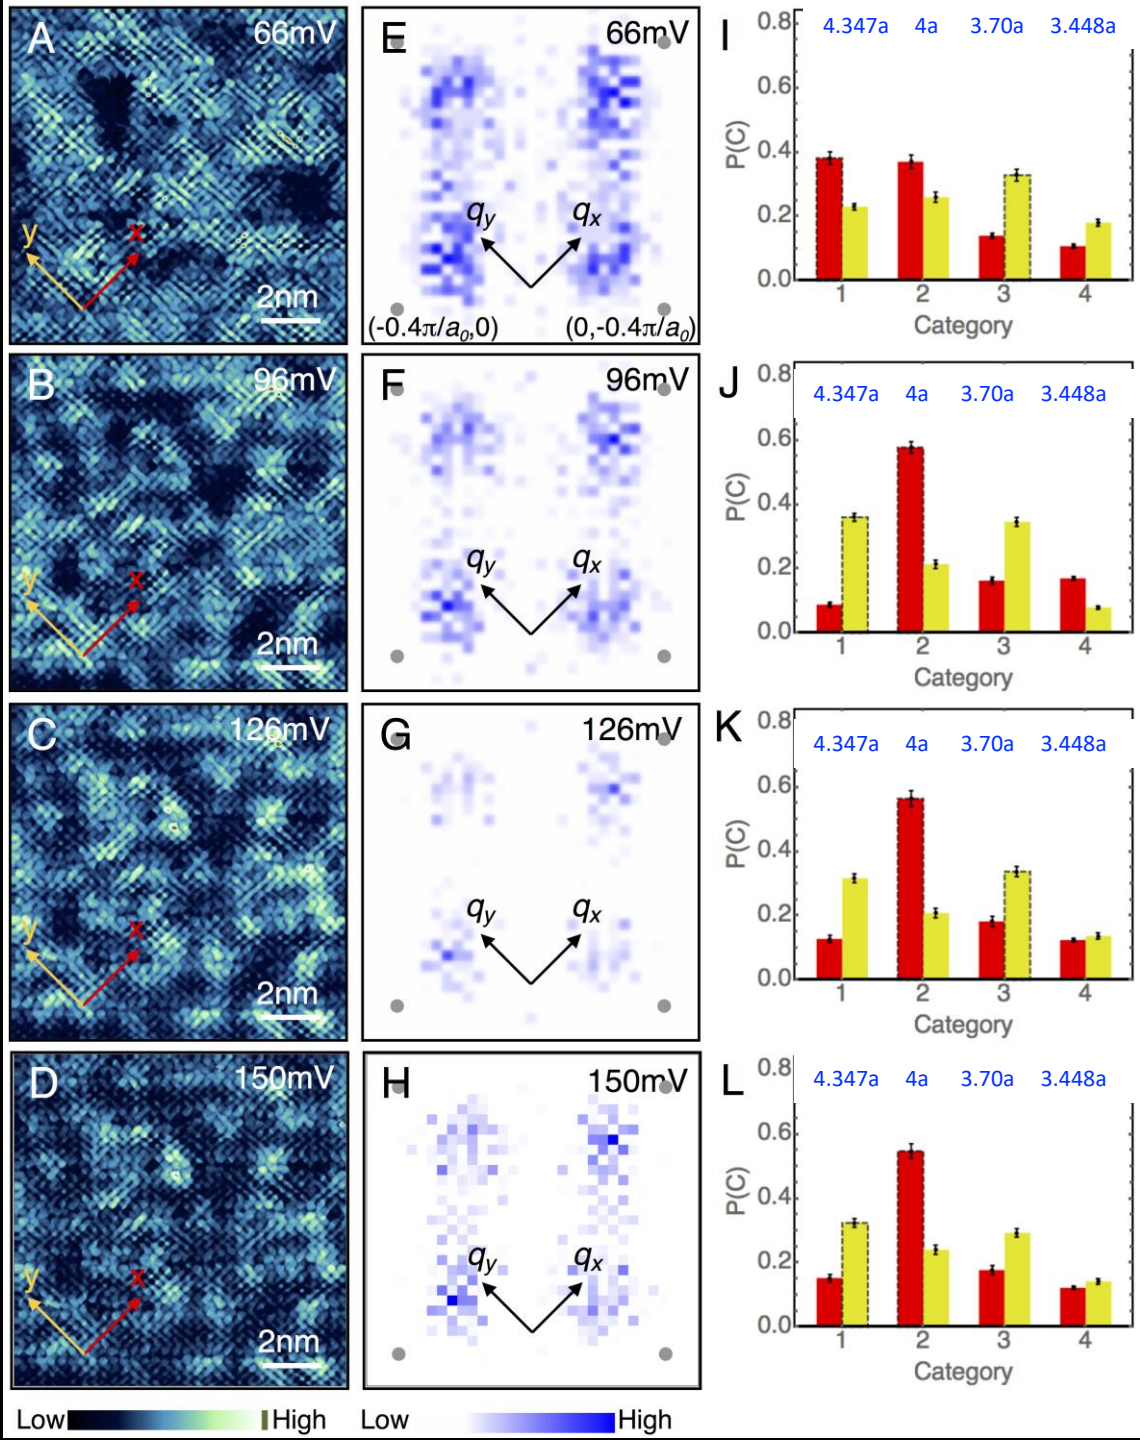 A 66mV
y x
2nm
E 66mV
qy qx
(-0.4π/a0,0) (0,-0.4π/a0)
I
4.347a 4a 3.70a 3.448a
0.8
0.6
0.4
0.2
0.0
P(C)
1 2 3 4
Category
B 96mV
y x
2nm
F 96mV
qy qx
J
4.347a 4a 3.70a 3.448a
0.8
0.6
0.4
0.2
0.0
P(C)
1 2 3 4
Category
C 126mV
y x
2nm
G 126mV
qy qx
K
4.347a 4a 3.70a 3.448a
0.8
0.6
0.4
0.2
0.0
P(C)
1 2 3 4
Category
D 150mV
y x
2nm
H 150mV
qy qx
L
4.347a 4a 3.70a 3.448a
0.8
0.6
0.4
0.2
0.0
P(C)
1 2 3 4
Category
Low High
Low High